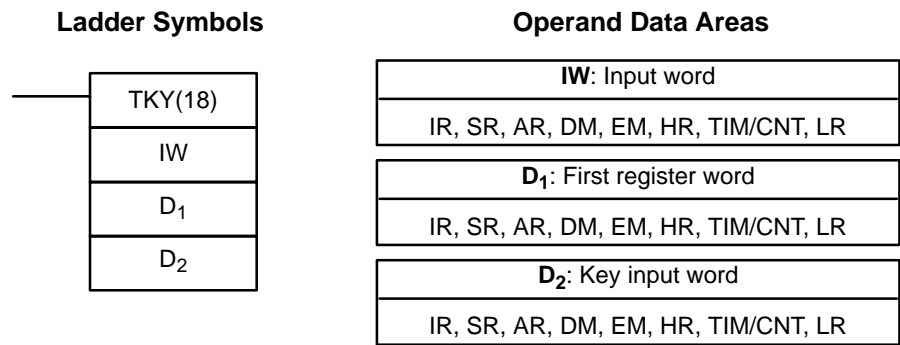 Ladder Symbols
TKY(18)
IW
D1
D2
Operand Data Areas
IW: Input word
IR, SR, AR, DM, EM, HR, TIM/CNT, LR
D1: First register word
IR, SR, AR, DM, EM, HR, TIM/CNT, LR
D2: Key input word
IR, SR, AR, DM, EM, HR, TIM/CNT, LR